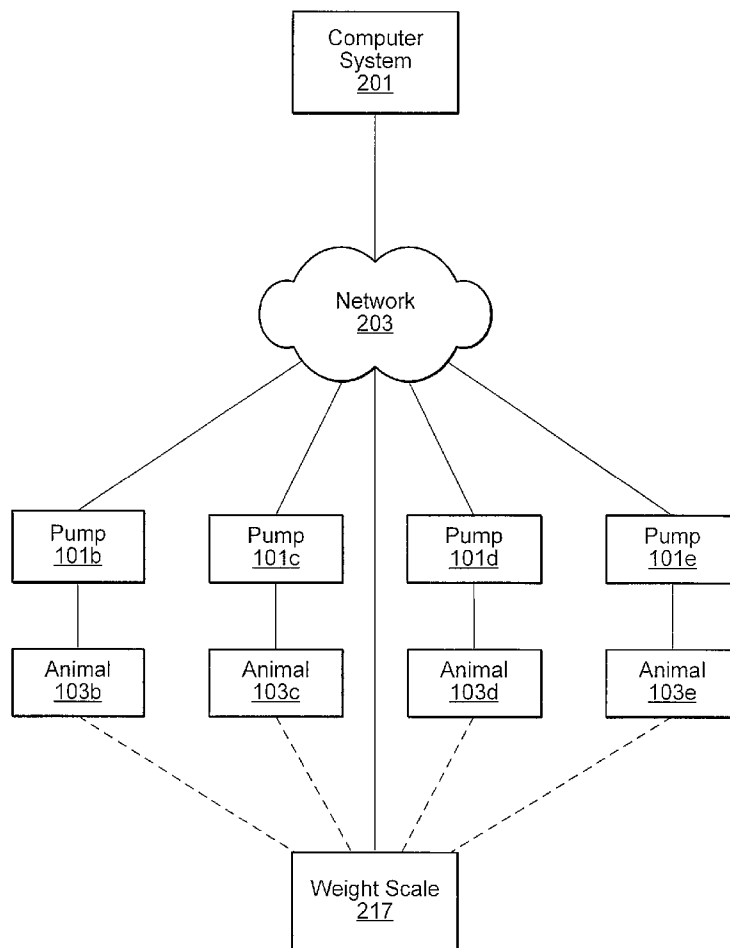 Computer
System
201
Network
203
Pump
101b
Pump
101c
Pump
101d
Pump
101e
Animal
103b
Animal
103c
Animal
103d
Animal
103e
Weight Scale
217